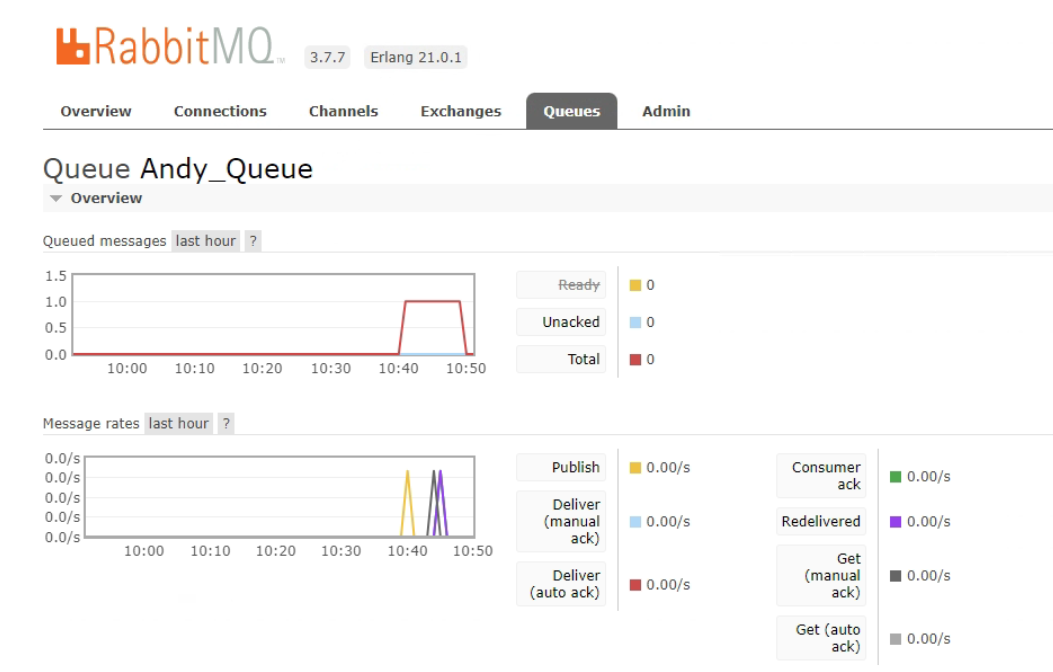 RabbitMQ™ 3.7.7 Erlang 21.0.1
Overview Connections Channels Exchanges Queues Admin
Queue Andy_Queue
Overview
Queued messages last hour ?
1.5
1.0
0.5
0.0
10:00 10:10 10:20 10:30 10:40 10:50
Ready 0
Unacked 0
Total 0
Message rates last hour ?
0.0/s
0.0/s
0.0/s
0.0/s
0.0/s
10:00 10:10 10:20 10:30 10:40 10:50
Publish 0.00/s
Deliver
(manual
ack) 0.00/s
Deliver
(auto ack) 0.00/s
Consumer
ack 0.00/s
Redelivered 0.00/s
Get
(manual
ack) 0.00/s
Get (auto
ack) 0.00/s